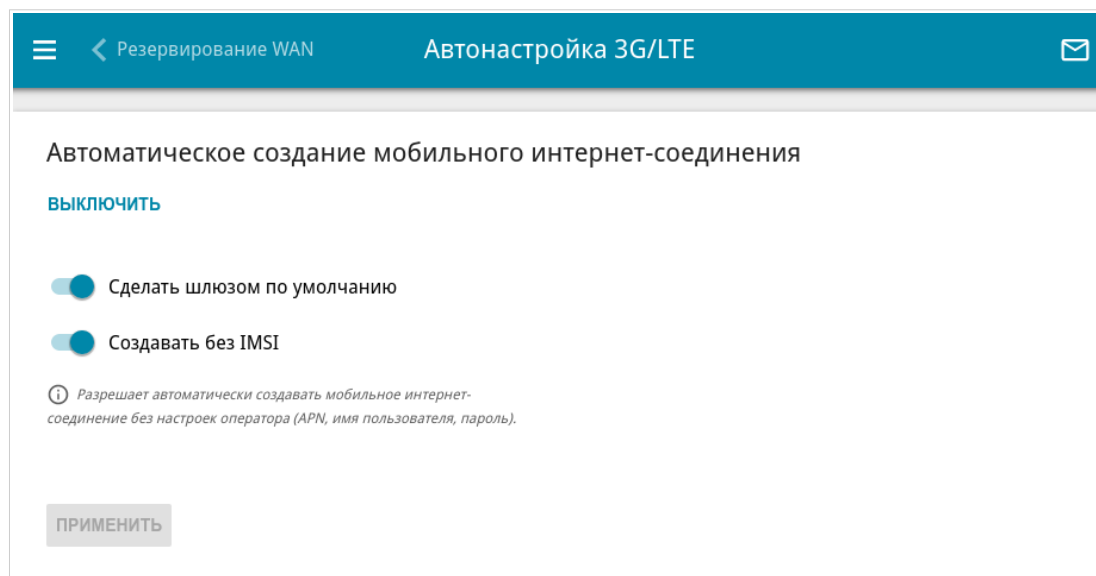 Резервирование WAN
Автонастройка 3G/LTE
Автоматическое создание мобильного интернет-соединения
ВЫКЛЮЧИТЬ
Сделать шлюзом по умолчанию
Создавать без IMSI
Разрешает автоматически создавать мобильное интернет-
соединение без настроек оператора (APN, имя пользователя, пароль).
ПРИМЕНИТЬ